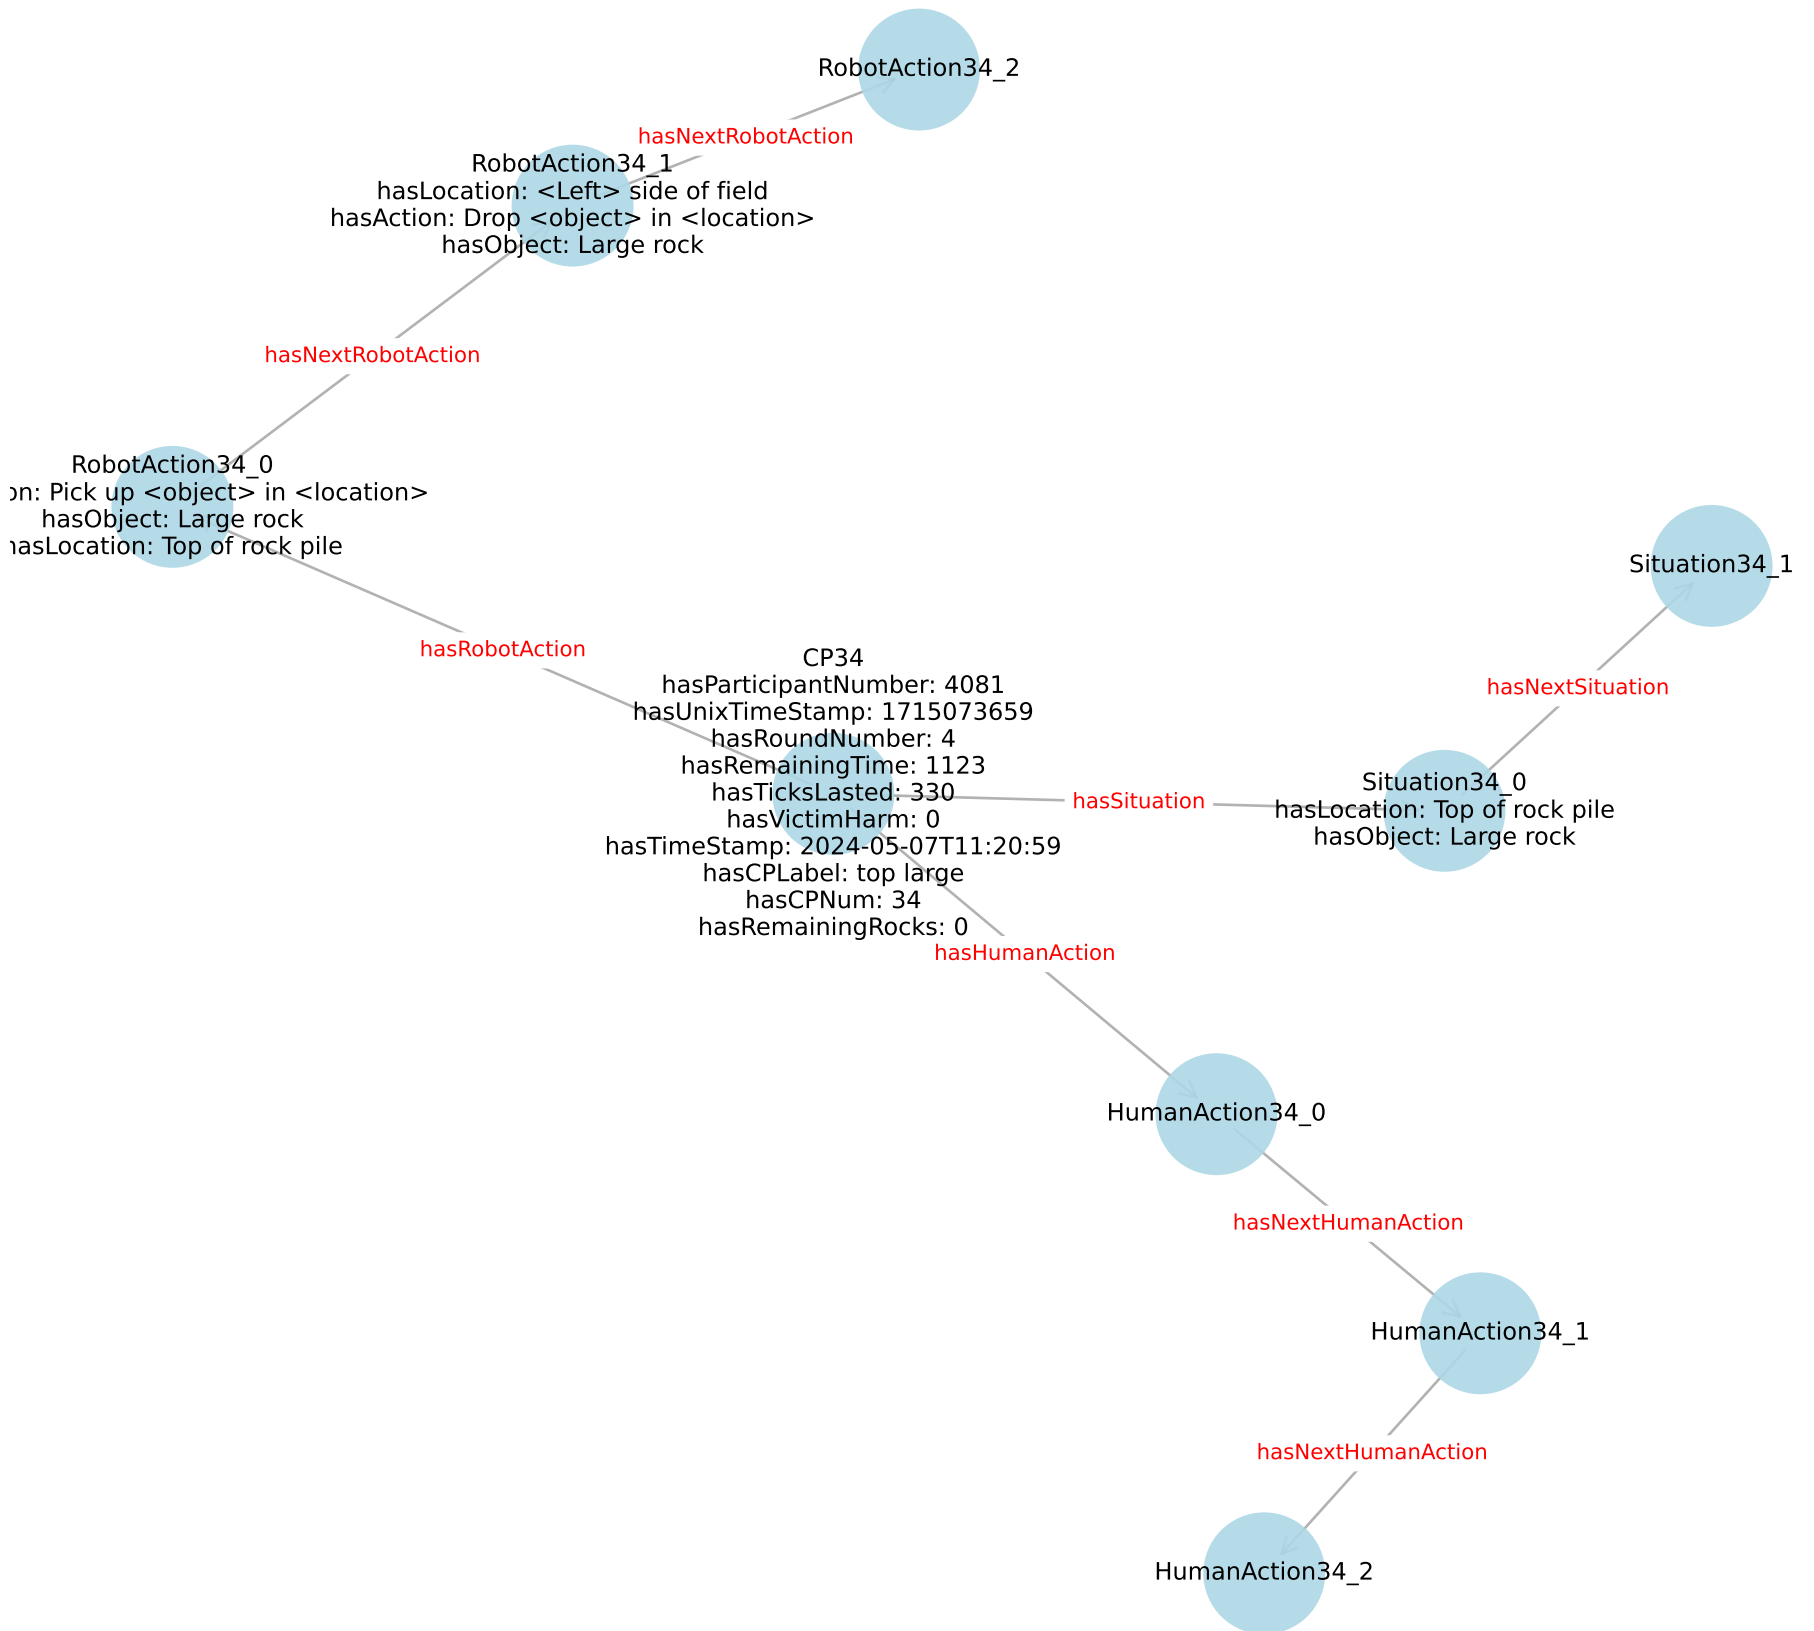 RobotAction34_2
hasNextRobotAction
RobotAction34_1
hasLocation: <Left> side of field
hasAction: Drop <object> in <location>
hasObject: Large rock
hasNextRobotAction
RobotAction34_0
on: Pick up <object> in <location>
hasObject: Large rock
hasLocation: Top of rock pile
hasRobotAction
Situation34_1
hasNextSituation
CP34
hasParticipantNumber: 4081
hasUnixTimeStamp: 1715073659
hasRoundNumber: 4
hasRemainingTime: 1123
hasTicksLasted: 330
hasVictimHarm: 0
hasTimeStamp: 2024-05-07T11:20:59
hasCPLabel: top large
hasCPNum: 34
hasRemainingRocks: 0
hasSituation
Situation34_0
hasLocation: Top of rock pile
hasObject: Large rock
hasHumanAction
HumanAction34_0
hasNextHumanAction
HumanAction34_1
hasNextHumanAction
HumanAction34_2